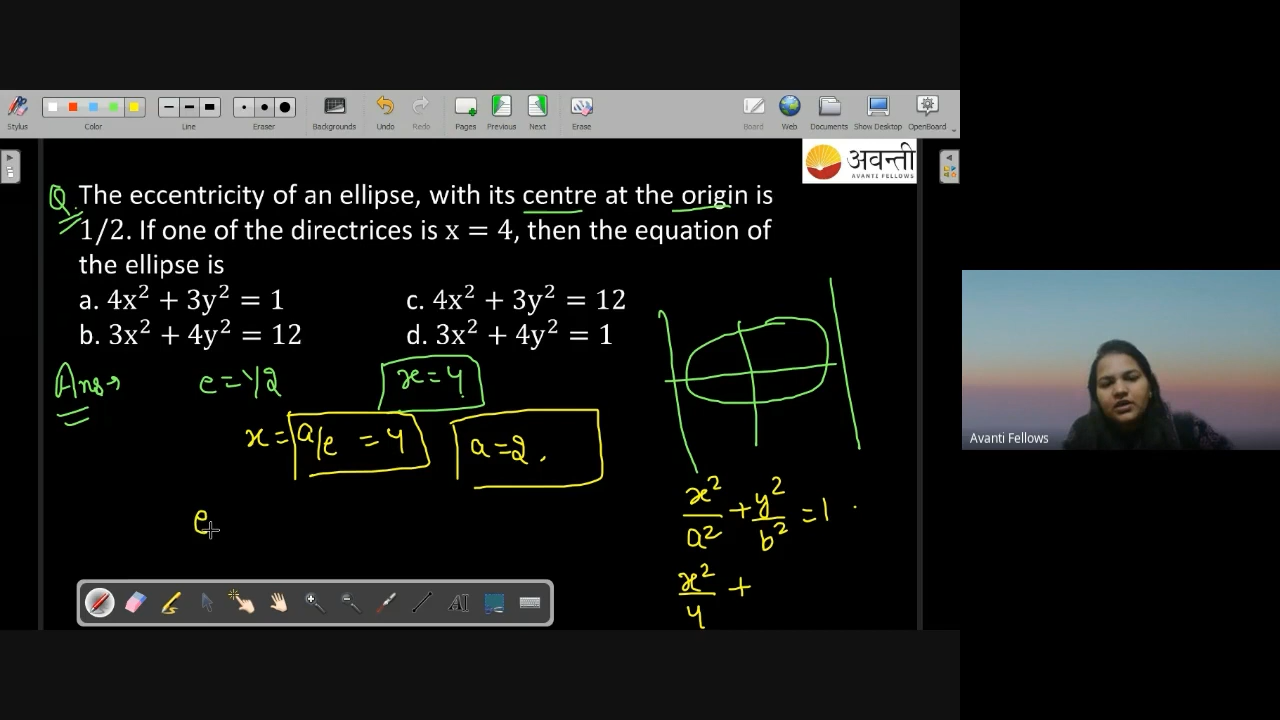 Stylus
Color
Line
Eraser
Backgrounds
Undo
Redo
Pages
Previous
Next
Erase
Board
Web
Documents
Show Desktop
OpenBoard
अवन्ती
AVANTI FELLOWS
Q. The eccentricity of an ellipse, with its centre at the origin is
1/2. If one of the directrices is x = 4, then the equation of
the ellipse is
a. 4x² + 3y² = 1
c. 4x² + 3y² = 12
b. 3x² + 4y² = 12
d. 3x² + 4y² = 1
Ans→ e = 1/2 x = 4
x = a/e = 4 a = 2.
x²/a² + y²/b² = 1
e
x²/4 +
AI
Avanti Fellows